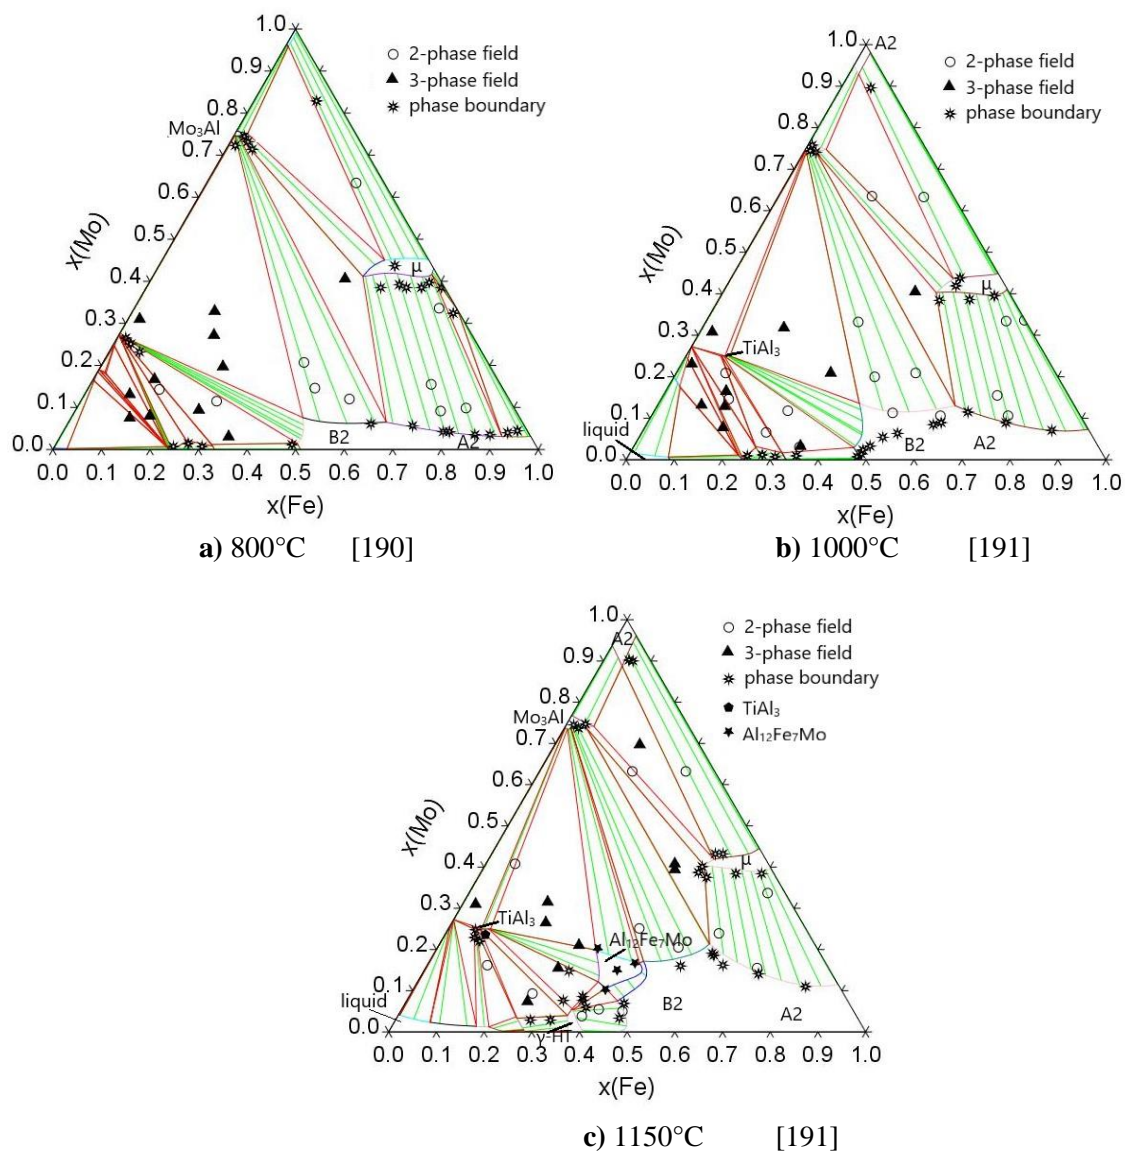 1.0
0.9
0.8
0.7
0.6
0.5
0.4
0.3
0.2
0.1
0.0
x(Mo)
Mo₃Al
2-phase field
3-phase field
phase boundary
μ
B2
A2
0.0 0.1 0.2 0.3 0.4 0.5 0.6 0.7 0.8 0.9 1.0
x(Fe)
a) 800°C [190]
1.0
0.9
0.8
0.7
0.6
0.5
0.4
0.3
0.2
0.1
0.0
x(Mo)
A2
2-phase field
3-phase field
phase boundary
μ
TiAl₃
liquid
B2
A2
0.0 0.1 0.2 0.3 0.4 0.5 0.6 0.7 0.8 0.9 1.0
x(Fe)
b) 1000°C [191]
1.0
0.9
0.8
0.7
0.6
0.5
0.4
0.3
0.2
0.1
0.0
x(Mo)
A2
Mo₃Al
2-phase field
3-phase field
phase boundary
TiAl₃
Al₁₂Fe₇Mo
μ
TiAl₃
Al₁₂Fe₇Mo
liquid
B2
A2
γ-HT
0.0 0.1 0.2 0.3 0.4 0.5 0.6 0.7 0.8 0.9 1.0
x(Fe)
c) 1150°C [191]